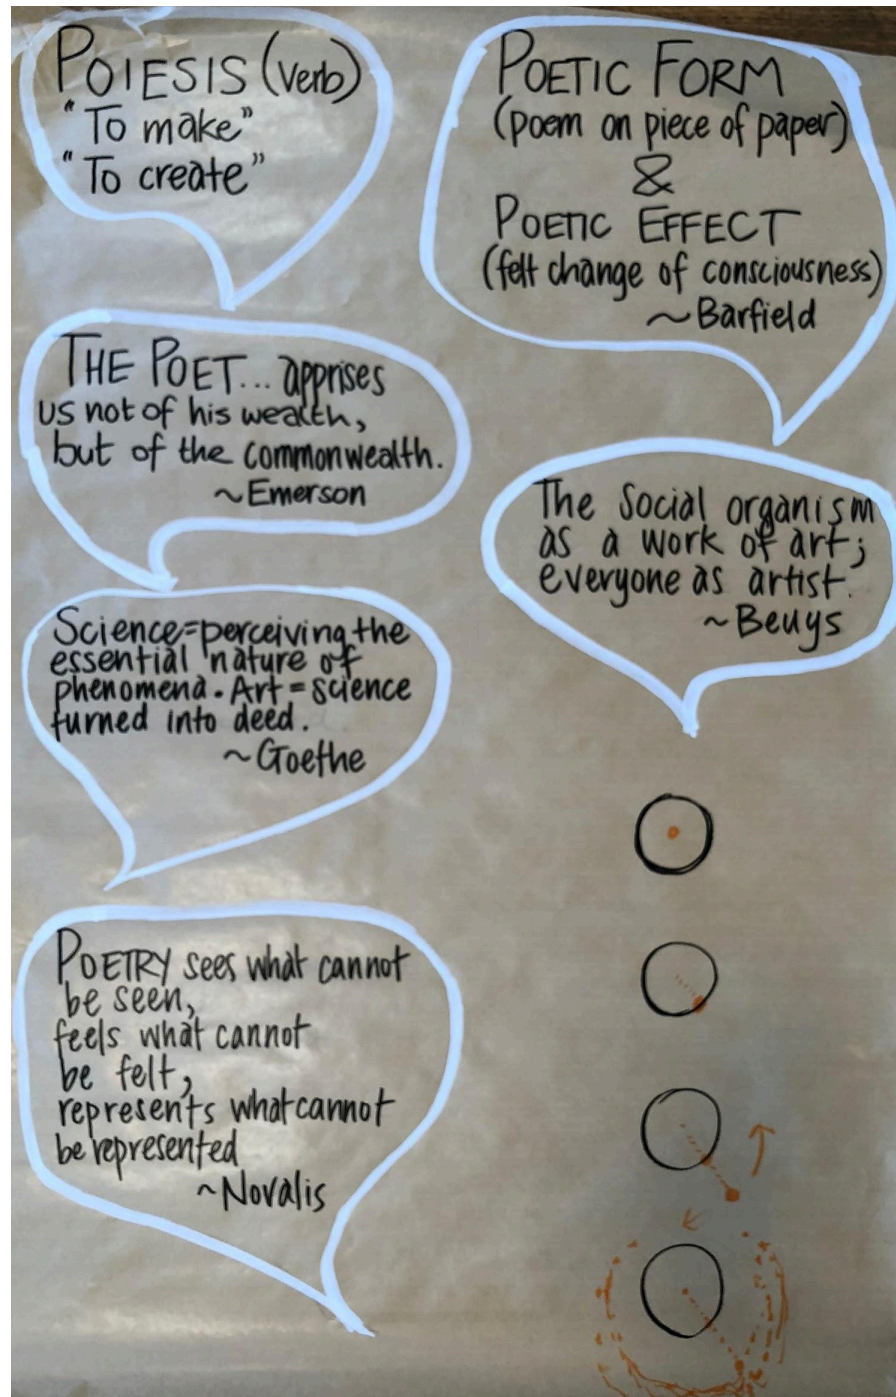 POIESIS (verb)
"To make"
"To create"
POETIC FORM
(poem on piece of paper)
&
POETIC EFFECT
(felt change of consciousness)
~Barfield
THE POET... apprises
us not of his wealth,
but of the commonwealth.
~Emerson
The Social organism
as a work of art;
everyone as artist.
~Beuys
Science=perceiving the
essential nature of
phenomena. Art=science
turned into deed.
~Goethe
POETRY sees what cannot
be seen,
feels what cannot
be felt,
represents what cannot
be represented
~Novalis